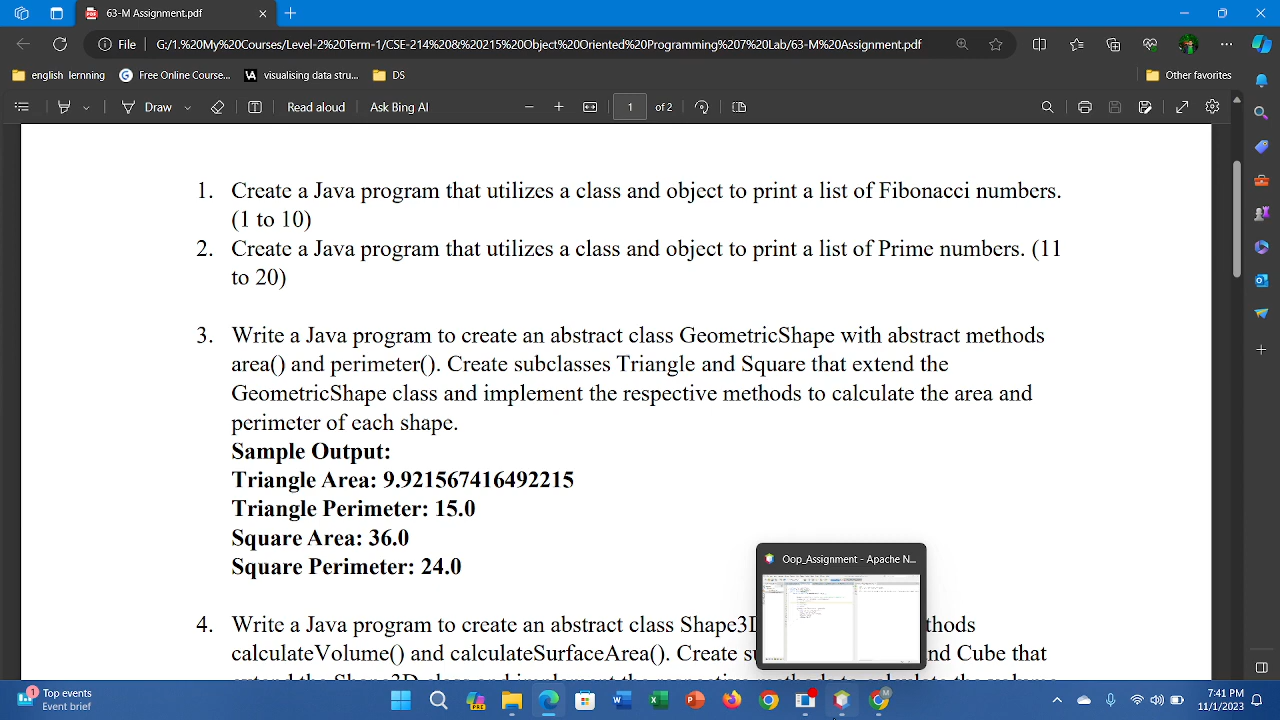 63-M Assignment.pdf
File
G:/1.%20My%20Courses/Level-2%20Term-1/CSE-214%20&%20215%20Object%20Oriented%20Programming%207%20Lab/63-M%20Assignment.pdf
english lernning
Free Online Course...
visualising data stru...
DS
Other favorites
Draw
Read aloud
Ask Bing AI
1
of 2
1. Create a Java program that utilizes a class and object to print a list of Fibonacci numbers.
(1 to 10)
2. Create a Java program that utilizes a class and object to print a list of Prime numbers. (11
to 20)
3. Write a Java program to create an abstract class GeometricShape with abstract methods
area() and perimeter(). Create subclasses Triangle and Square that extend the
GeometricShape class and implement the respective methods to calculate the area and
perimeter of each shape.
Sample Output:
Triangle Area: 9.921567416492215
Triangle Perimeter: 15.0
Square Area: 36.0
Square Perimeter: 24.0
Oop_Assignment - Apache N...
4. Write a Java program to create an abstract class Shape3D
calculateVolume() and calculateSurfaceArea(). Create
nd Cube that
1
Top events
Event brief
7:41 PM
11/1/2023